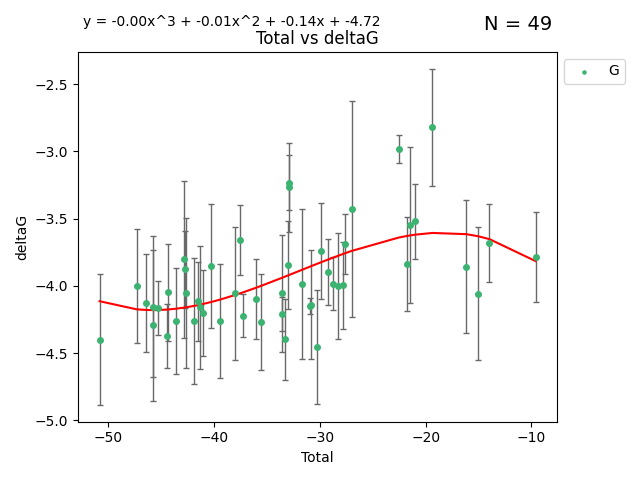 y = -0.00x^3 + -0.01x^2 + -0.14x + -4.72
N = 49
Total vs deltaG
G
−2.5
−3.0
−3.5
−4.0
−4.5
−5.0
deltaG
−50 −40 −30 −20 −10
Total